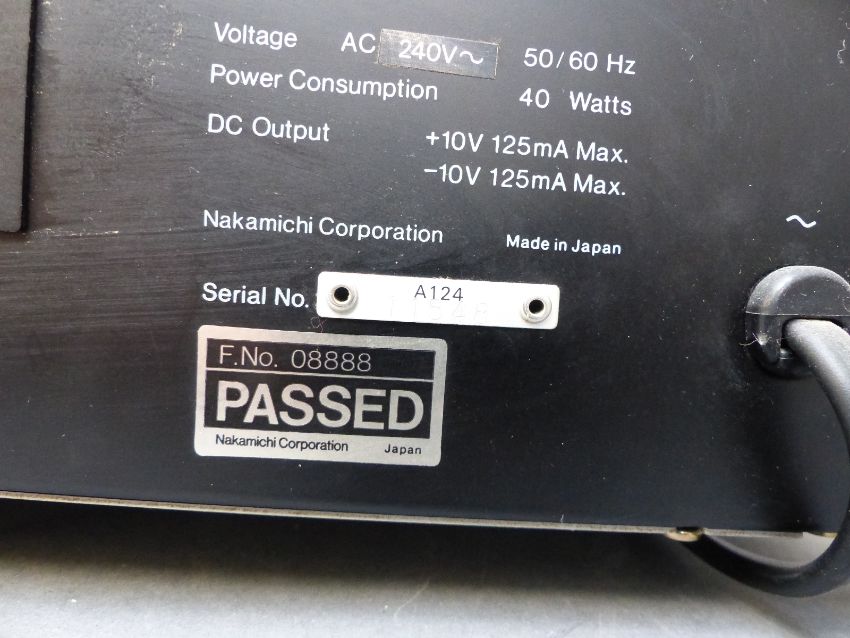 Voltage AC 240V~ 50/60 Hz
Power Consumption 40 Watts
DC Output +10V 125mA Max.
-10V 125mA Max.
Nakamichi Corporation Made in Japan
~
Serial No. A124
F.No. 08888
PASSED
Nakamichi Corporation Japan